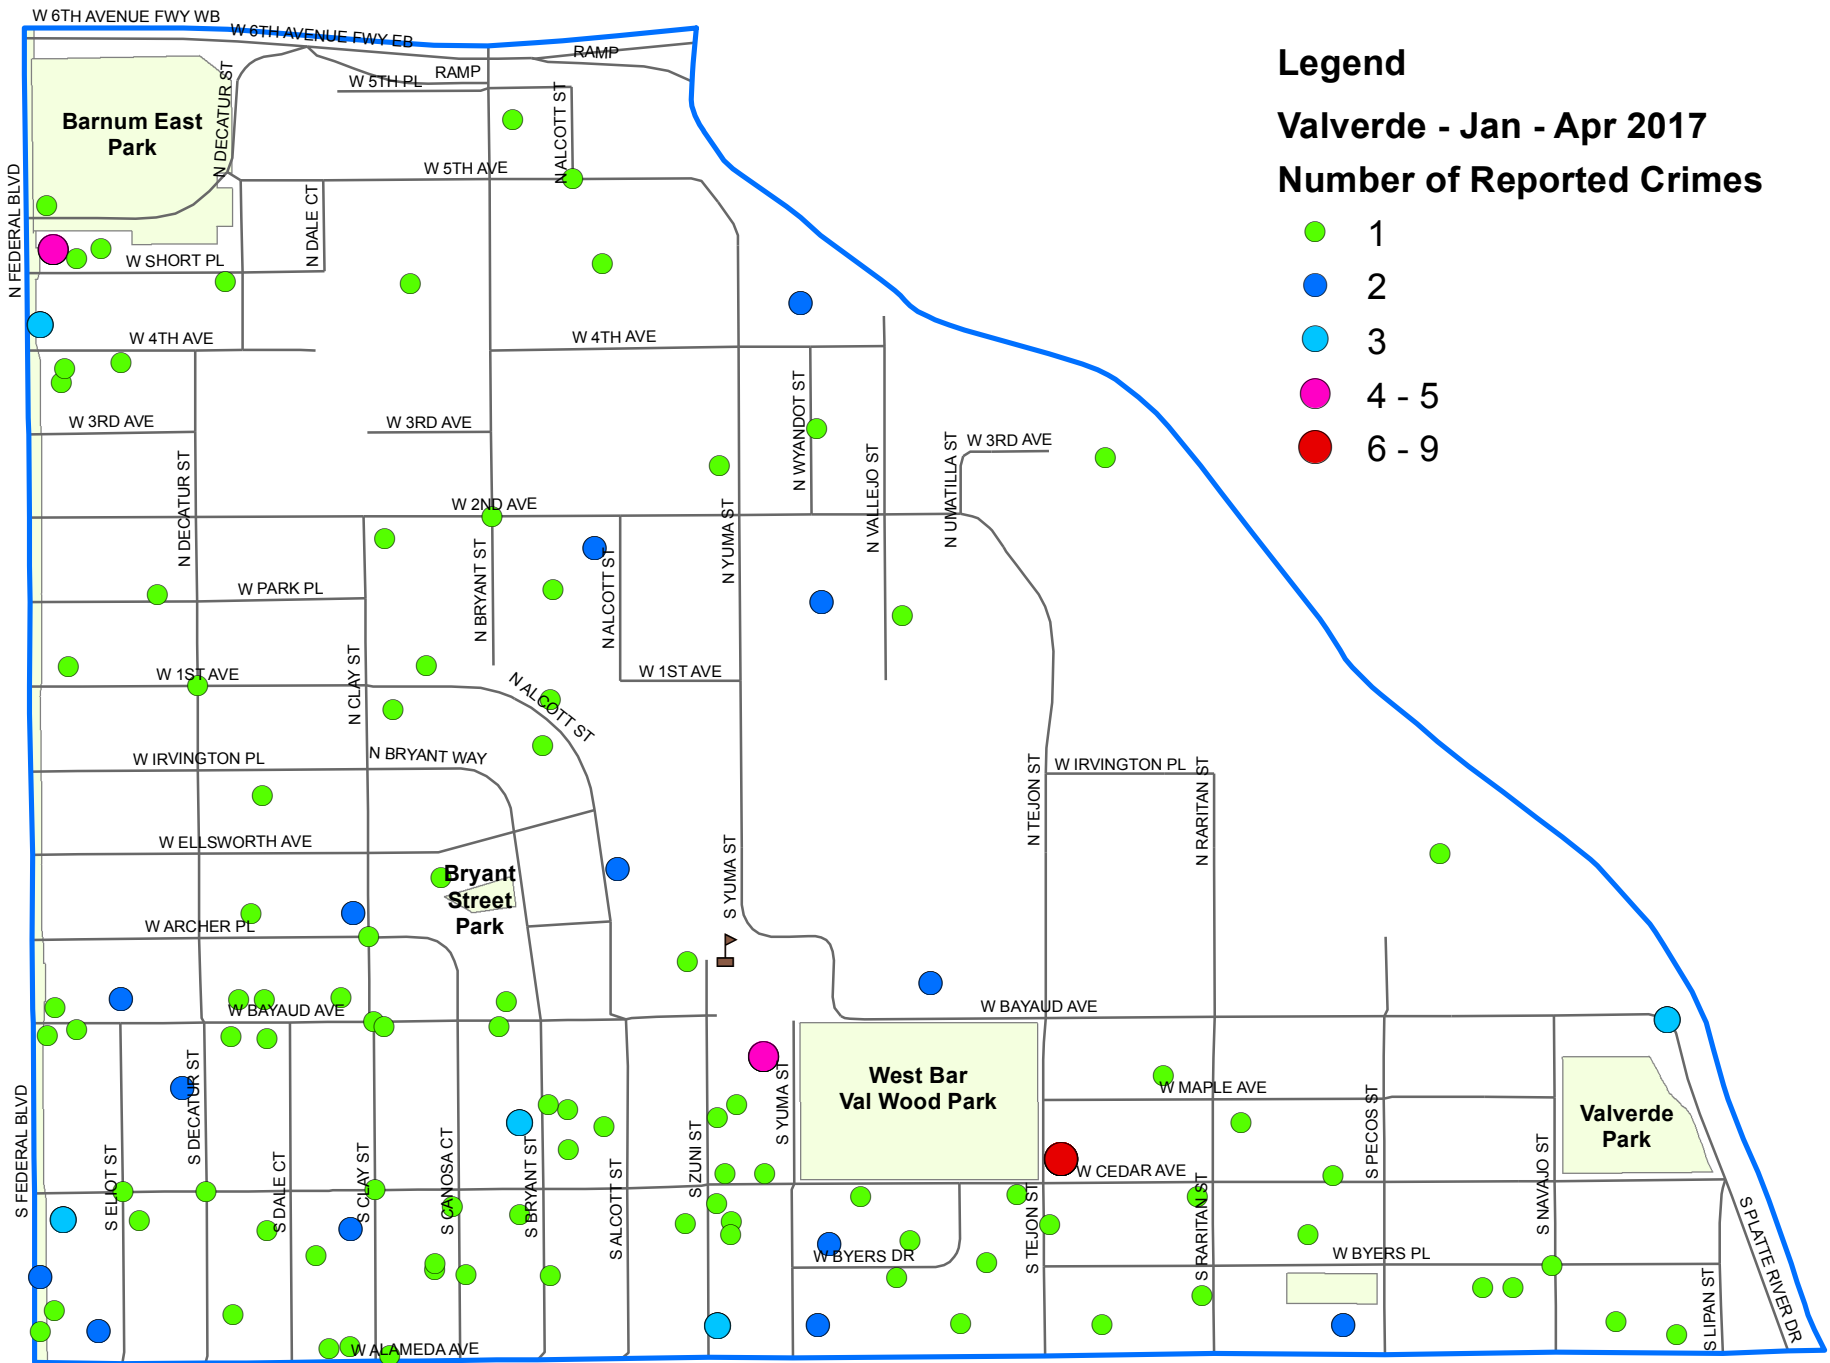 W 6TH AVENUE FWY WB
W 6TH AVENUE FWY EB
RAMP
RAMP
W 5TH PL
Legend
Valverde - Jan - Apr 2017
Number of Reported Crimes
1
2
3
4 - 5
6 - 9
Barnum East
Park
N DECATUR ST
N ALCOTT ST
W 5TH AVE
N FEDERAL BLVD
N DALE CT
W SHORT PL
W 4TH AVE
W 4TH AVE
W 3RD AVE
W 3RD AVE
N WYANDOT ST
W 3RD AVE
N UMATILLA ST
N VALLEJO ST
N DECATUR ST
W 2ND AVE
N YUMA ST
N BRYANT ST
N ALCOTT ST
W PARK PL
W 1ST AVE
W 1ST AVE
N CLAY ST
N ALCOTT ST
W IRVINGTON PL
N BRYANT WAY
W IRVINGTON PL
N TEJON ST
N RARITAN ST
W ELLSWORTH AVE
Bryant
Street
Park
S YUMA ST
W ARCHER PL
W BAYAUD AVE
W BAYAUD AVE
West Bar
Val Wood Park
W MAPLE AVE
Valverde
Park
S FEDERAL BLVD
S DECATUR ST
S YUMA ST
S PECOS ST
S ELIOT ST
S DALE CT
S CLAY ST
S CANOSA CT
S BRYANT ST
S ALCOTT ST
S ZUNI ST
W CEDAR AVE
S NAVAJO ST
S TEJON ST
S RARITAN ST
W BYERS DR
W BYERS PL
S PLATTE RIVER DR
S LIPAN ST
W ALAMEDA AVE